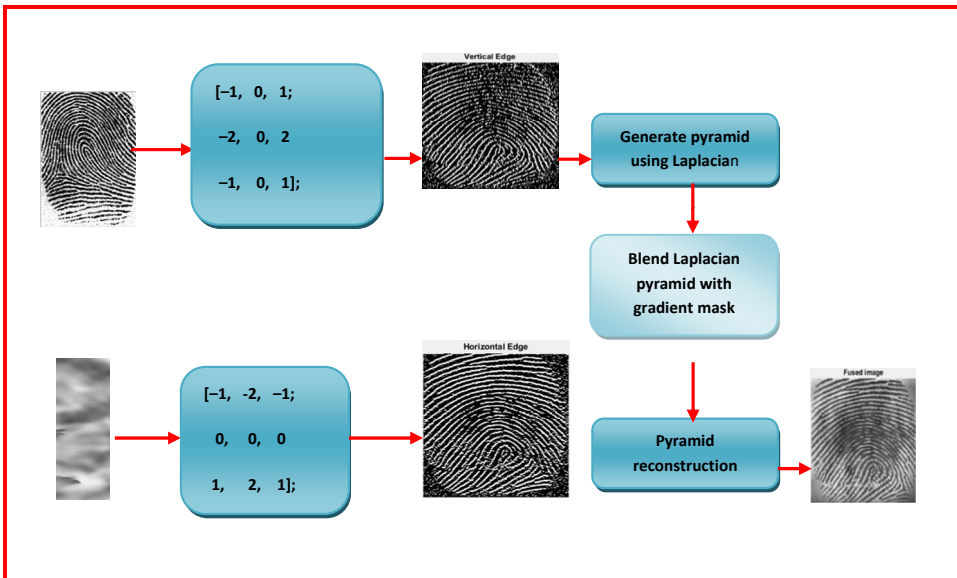 [–1, 0, 1;
–2, 0, 2
–1, 0, 1];
Vertical Edge
Generate pyramid
using Laplacian
Blend Laplacian
pyramid with
gradient mask
[–1, -2, –1;
0, 0, 0
1, 2, 1];
Horizontal Edge
Pyramid
reconstruction
Fused image